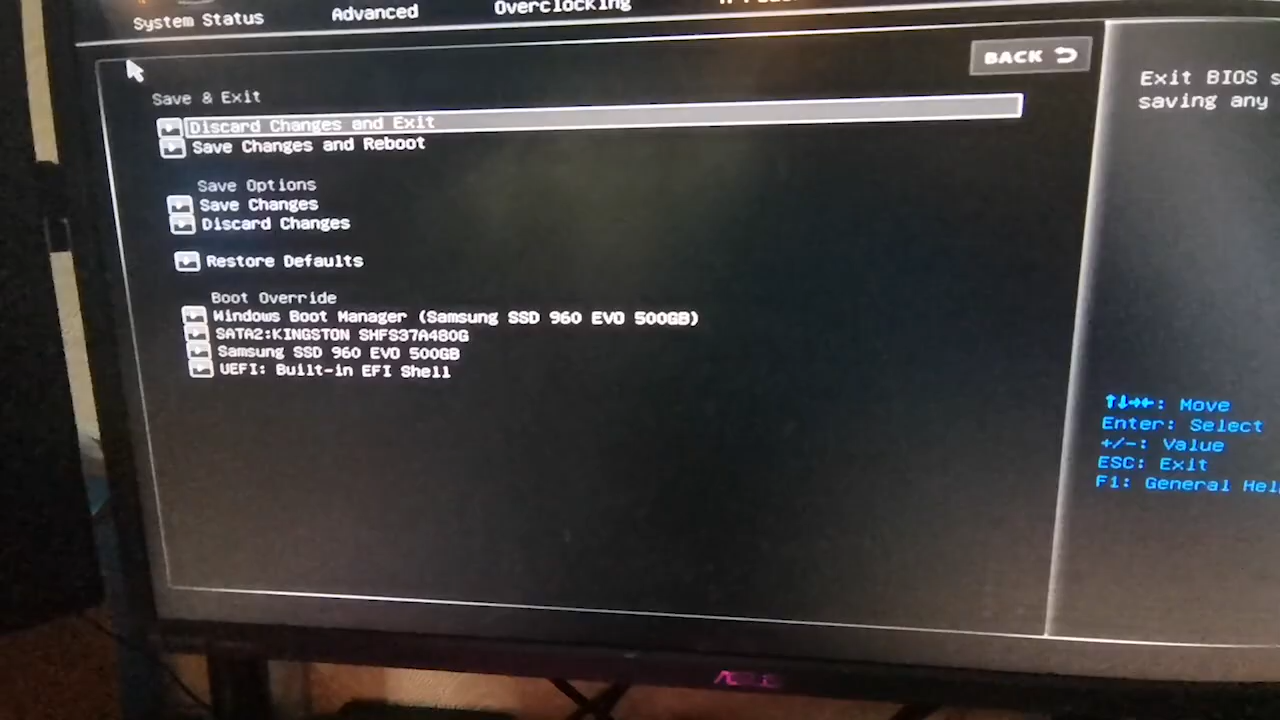 System Status
Advanced
Overclocking
BACK
Save & Exit
Discard Changes and Exit
Save Changes and Reboot
Save Options
Save Changes
Discard Changes
Restore Defaults
Boot Override
Windows Boot Manager (Samsung SSD 960 EVO 500GB)
SATA2:KINGSTON SHFS37A480G
Samsung SSD 960 EVO 500GB
UEFI: Built-in EFI Shell
Exit BIOS s
saving any
↑↓→←: Move
Enter: Select
+/-: Value
ESC: Exit
F1: General Hel
ASUS